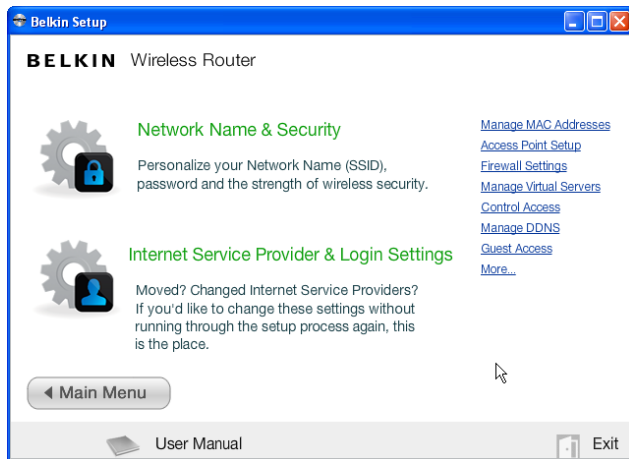 Belkin Setup
BELKIN Wireless Router
Network Name & Security
Personalize your Network Name (SSID),
password and the strength of wireless security.
Internet Service Provider & Login Settings
Moved? Changed Internet Service Providers?
If you'd like to change these settings without
running through the setup process again, this
is the place.
Manage MAC Addresses
Access Point Setup
Firewall Settings
Manage Virtual Servers
Control Access
Manage DDNS
Guest Access
More...
Main Menu
User Manual
Exit